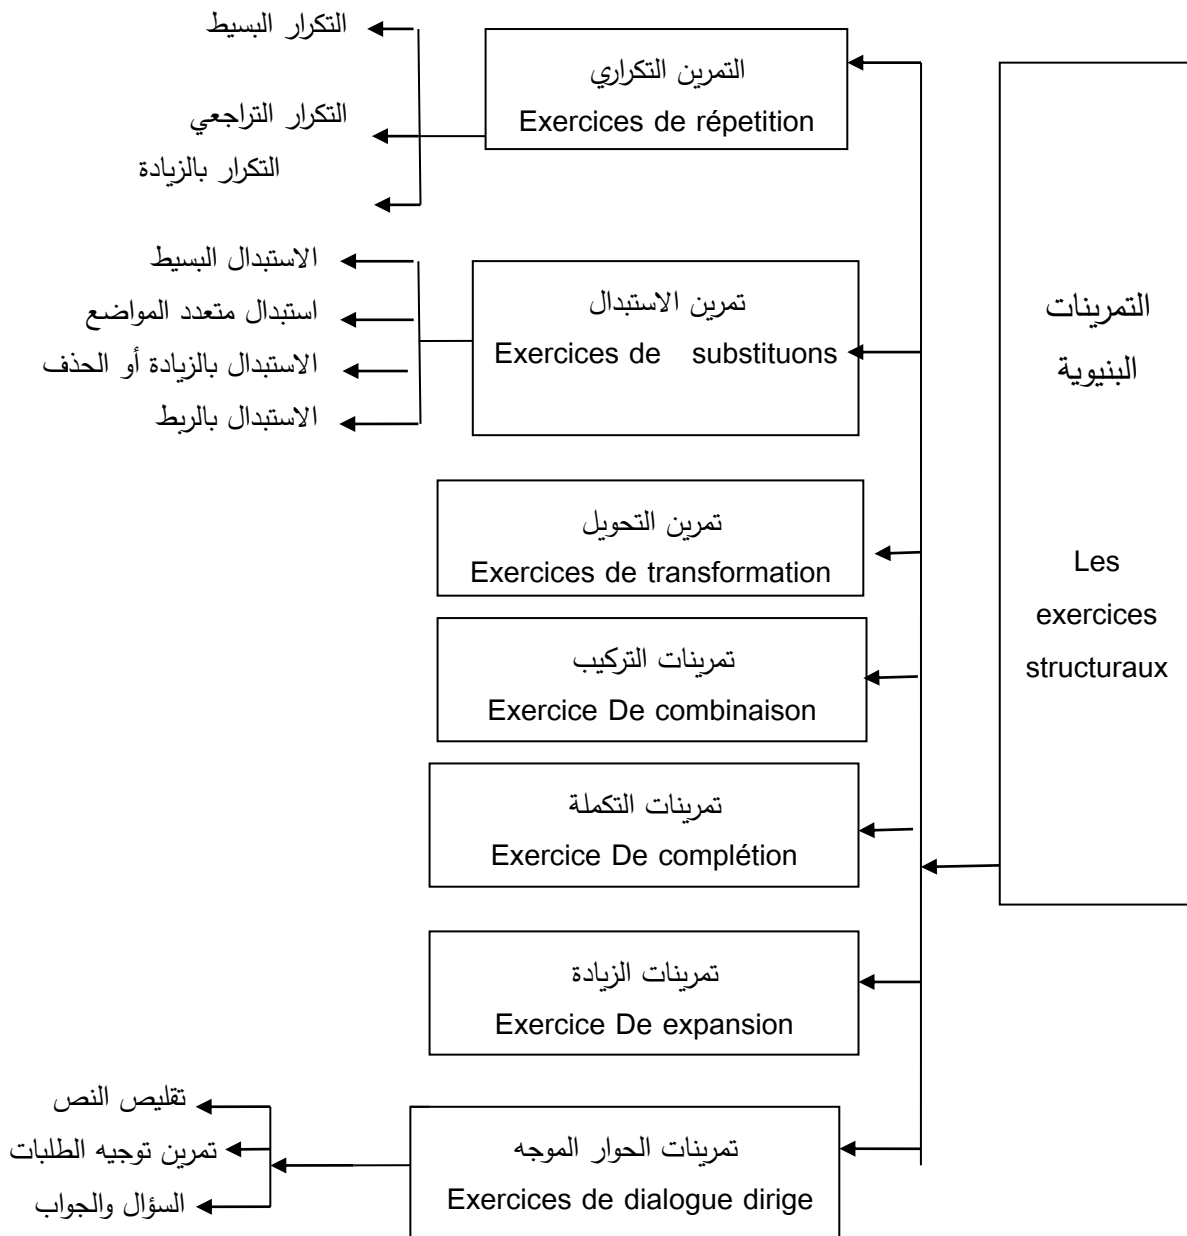 التمرينات
البنيوية
Les
exercices
structuraux
التمرين التكراري
Exercices de répetition
التكرار البسيط
التكرار التراجعي
التكرار بالزيادة
تمرين الاستبدال
Exercices de substituons
الاستبدال البسيط
استبدال متعدد المواضع
الاستبدال بالزيادة أو الحذف
الاستبدال بالربط
تمرين التحويل
Exercices de transformation
تمرينات التركيب
Exercice De combinaison
تمرينات التكملة
Exercice De complétion
تمرينات الزيادة
Exercice De expansion
تمرينات الحوار الموجه
Exercices de dialogue dirige
تقليص النص
تمرين توجيه الطلبات
السؤال والجواب